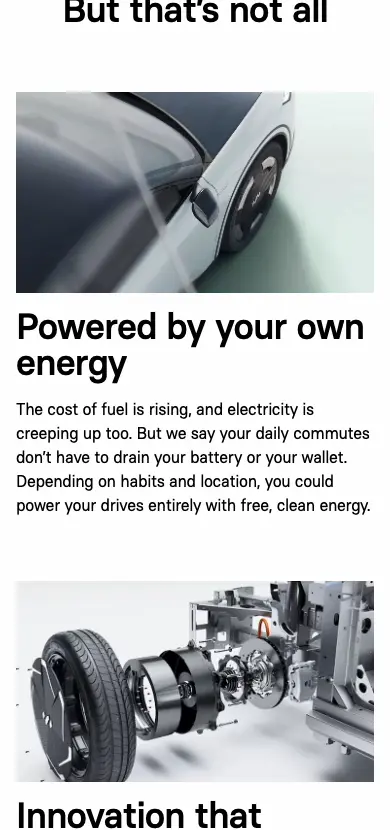 But that's not all
Powered by your own
energy
The cost of fuel is rising, and electricity is
creeping up too. But we say your daily commutes
don't have to drain your battery or your wallet.
Depending on habits and location, you could
power your drives entirely with free, clean energy.
Innovation that